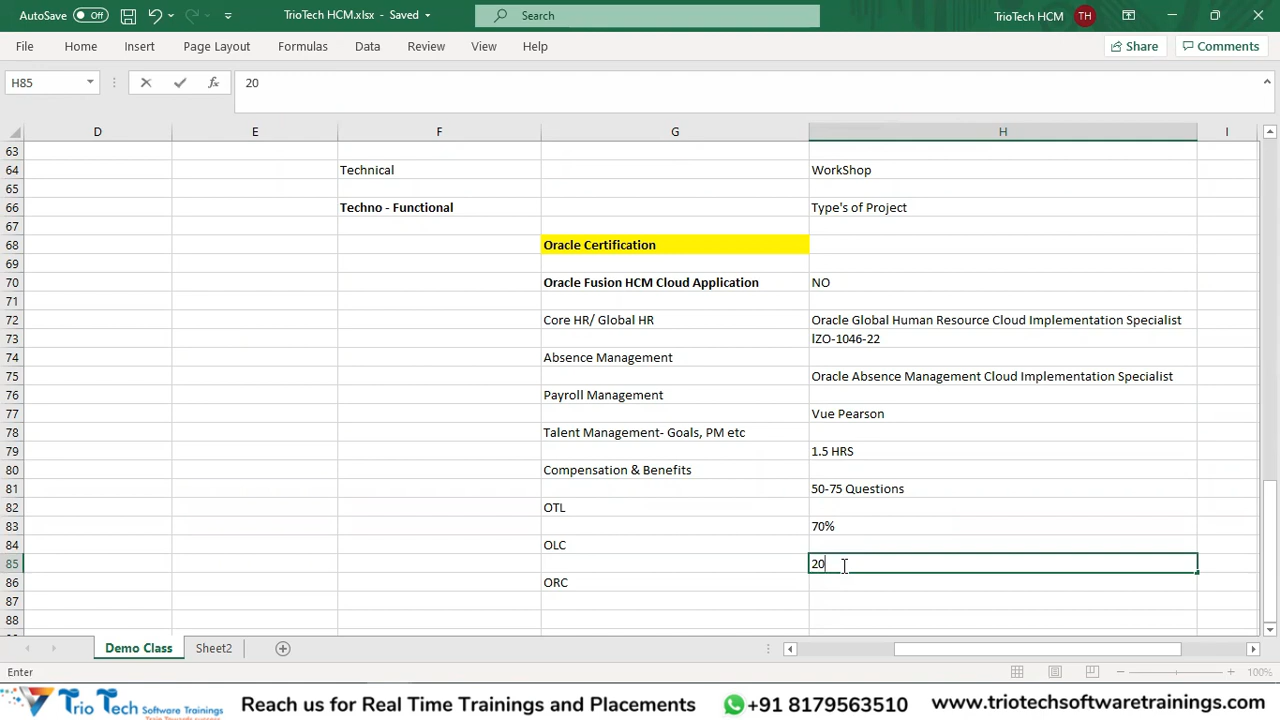 AutoSave Off TrioTech HCM.xlsx - Saved Search TrioTech HCM TH
File Home Insert Page Layout Formulas Data Review View Help Share Comments
H85 fx 20
D E F G H I
63
64 Technical WorkShop
65
66 Techno - Functional Type's of Project
67
68 Oracle Certification
69
70 Oracle Fusion HCM Cloud Application NO
71
72 Core HR/ Global HR Oracle Global Human Resource Cloud Implementation Specialist
73 IZO-1046-22
74 Absence Management
75 Oracle Absence Management Cloud Implementation Specialist
76 Payroll Management
77 Vue Pearson
78 Talent Management- Goals, PM etc
79 1.5 HRS
80 Compensation & Benefits
81 50-75 Questions
82 OTL
83 70%
84 OLC
85 20
86 ORC
87
88
Demo Class Sheet2
Enter 100%
Trio Tech Software Trainings Reach us for Real Time Trainings and Placements +91 8179563510 www.triotechsoftwaretrainings.com
Trio Towards success